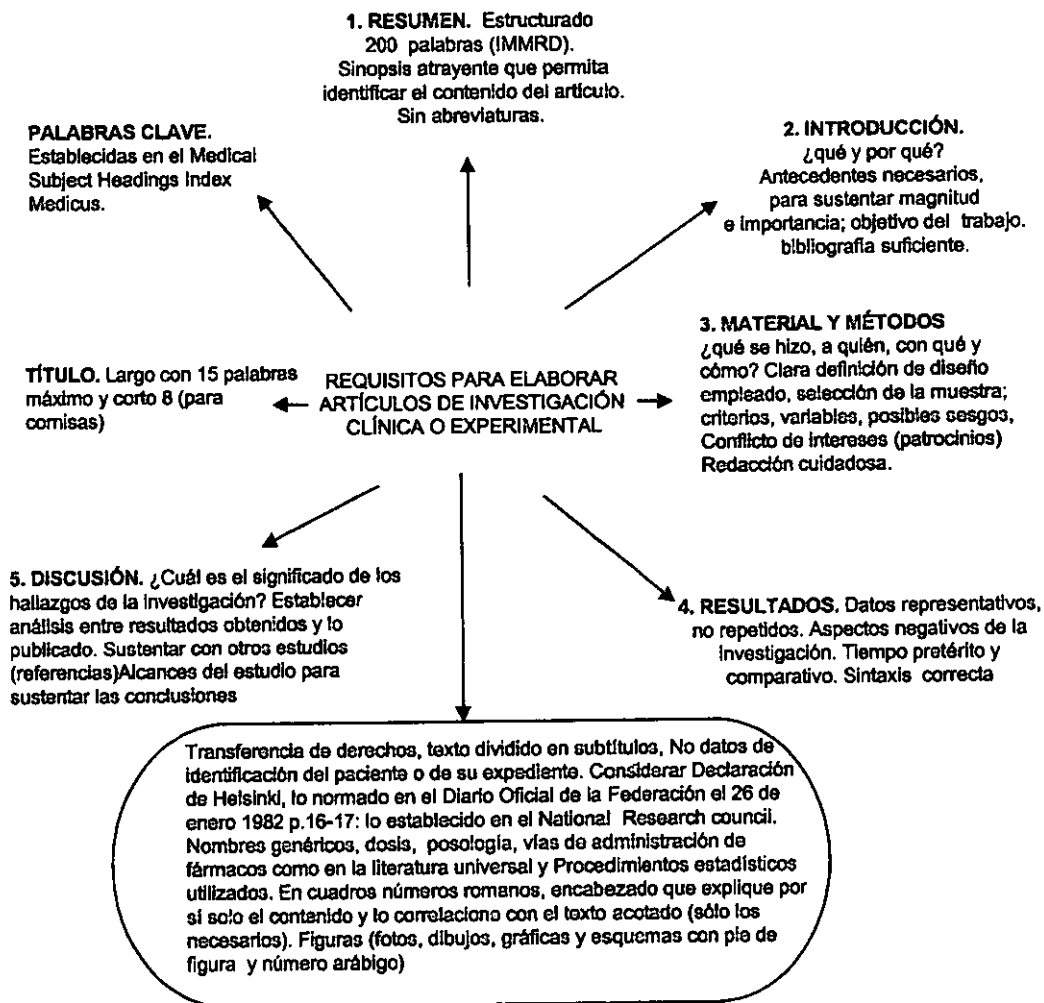 1. RESUMEN. Estructurado
200 palabras (IMMRD).
Sinopsis atrayente que permita
identificar el contenido del artículo.
Sin abreviaturas.
PALABRAS CLAVE.
Establecidas en el Medical
Subject Headings Index
Medicus.
2. INTRODUCCIÓN.
¿qué y por qué?
Antecedentes necesarios,
para sustentar magnitud
e importancia; objetivo del trabajo.
bibliografía suficiente.
TÍTULO. Largo con 15 palabras
máximo y corto 8 (para
cornisas)
REQUISITOS PARA ELABORAR
ARTÍCULOS DE INVESTIGACIÓN
CLÍNICA O EXPERIMENTAL
3. MATERIAL Y MÉTODOS
¿qué se hizo, a quién, con qué y
cómo? Clara definición de diseño
empleado, selección de la muestra;
criterios, variables, posibles sesgos,
Conflicto de intereses (patrocinios)
Redacción cuidadosa.
5. DISCUSIÓN. ¿Cuál es el significado de los
hallazgos de la investigación? Establecer
análisis entre resultados obtenidos y lo
publicado. Sustentar con otros estudios
(referencias)Alcances del estudio para
sustentar las conclusiones
4. RESULTADOS. Datos representativos,
no repetidos. Aspectos negativos de la
investigación. Tiempo pretérito y
comparativo. Sintaxis correcta
Transferencia de derechos, texto dividido en subtítulos, No datos de
identificación del paciente o de su expediente. Considerar Declaración
de Helsinki, lo normado en el Diario Oficial de la Federación el 26 de
enero 1982 p.16-17: lo establecido en el National Research council.
Nombres genéricos, dosis, posología, vías de administración de
fármacos como en la literatura universal y Procedimientos estadísticos
utilizados. En cuadros números romanos, encabezado que explique por
si solo el contenido y lo correlacione con el texto acotado (sólo los
necesarios). Figuras (fotos, dibujos, gráficas y esquemas con pie de
figura y número arábigo)